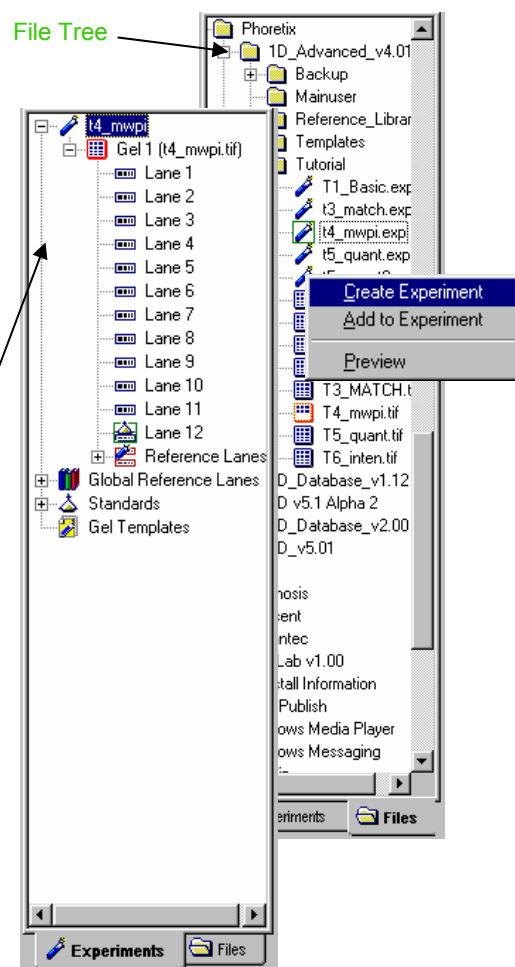 File Tree
Phoretix
1D_Advanced_v4.01
Backup
Mainuser
Reference_Librar
Templates
Tutorial
T1_Basic.exp
t3_match.exp
t4_mwpi.exp
t5_quant.exp
Create Experiment
Add to Experiment
Preview
T3_MATCH.t
T4_mwpi.tif
T5_quant.tif
T6_inten.tif
D_Database_v1.12
D v5.1 Alpha 2
D_Database_v2.00
D_v5.01
nosis
ent
ntec
Lab v1.00
tall Information
Publish
ows Media Player
ows Messaging
eriments
Files
t4_mwpi
Gel 1 (t4_mwpi.tif)
Lane 1
Lane 2
Lane 3
Lane 4
Lane 5
Lane 6
Lane 7
Lane 8
Lane 9
Lane 10
Lane 11
Lane 12
Reference Lanes
Global Reference Lanes
Standards
Gel Templates
Experiments
Files